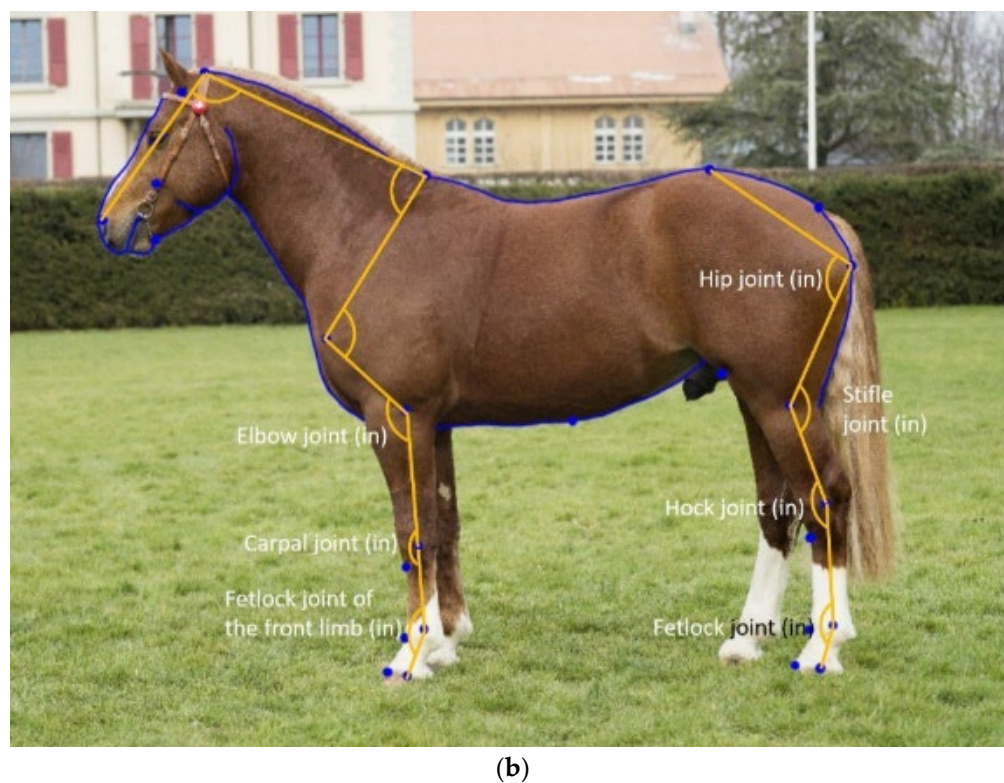 Hip joint (in)
Stifle
joint (in)
Elbow joint (in)
Hock joint (in)
Carpal joint (in)
Fetlock joint of
the front limb (in)
Fetlock joint (in)
(b)